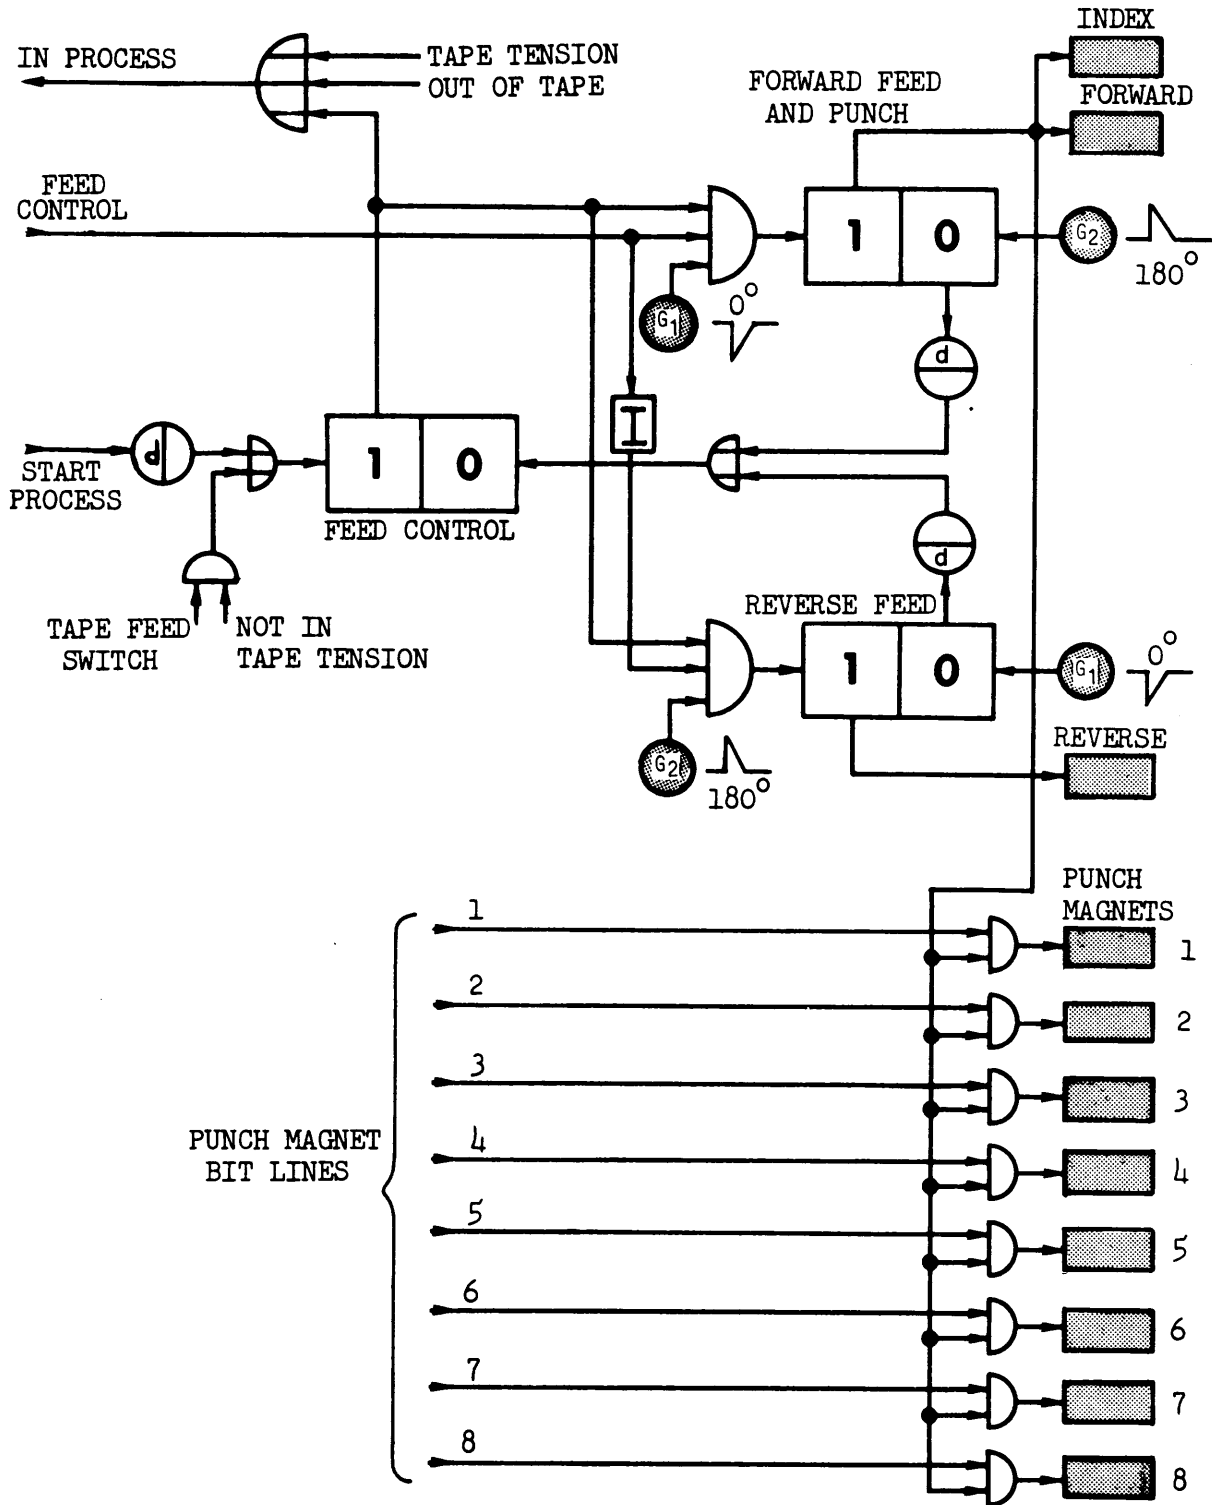 INDEX
IN PROCESS
TAPE TENSION
OUT OF TAPE
FORWARD FEED
AND PUNCH
FORWARD
FEED
CONTROL
1 0
G2
180°
G1
0°
d
START
PROCESS
d
I
1 0
FEED CONTROL
d
TAPE FEED
SWITCH
NOT IN
TAPE TENSION
REVERSE FEED
1 0
G1
0°
G2
180°
REVERSE
PUNCH
MAGNETS
1
1
2
2
3
3
PUNCH MAGNET
BIT LINES
4
4
5
5
6
6
7
7
8
8